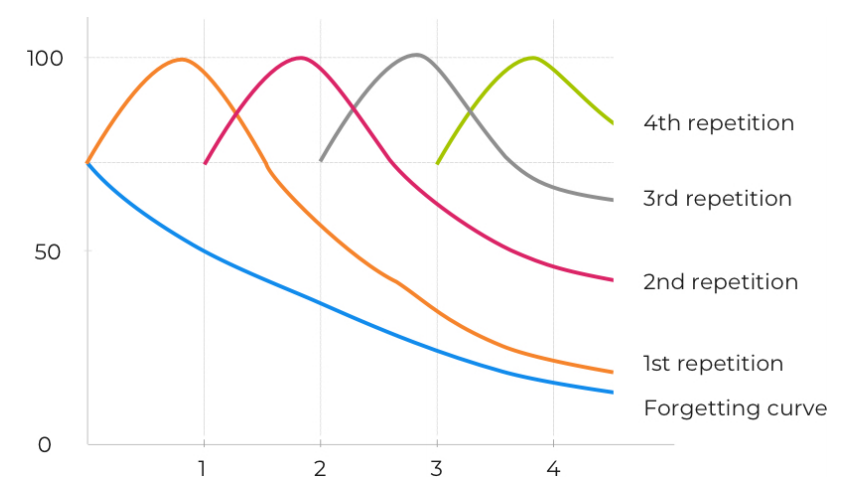 100
50
0
1 2 3 4
4th repetition
3rd repetition
2nd repetition
1st repetition
Forgetting curve